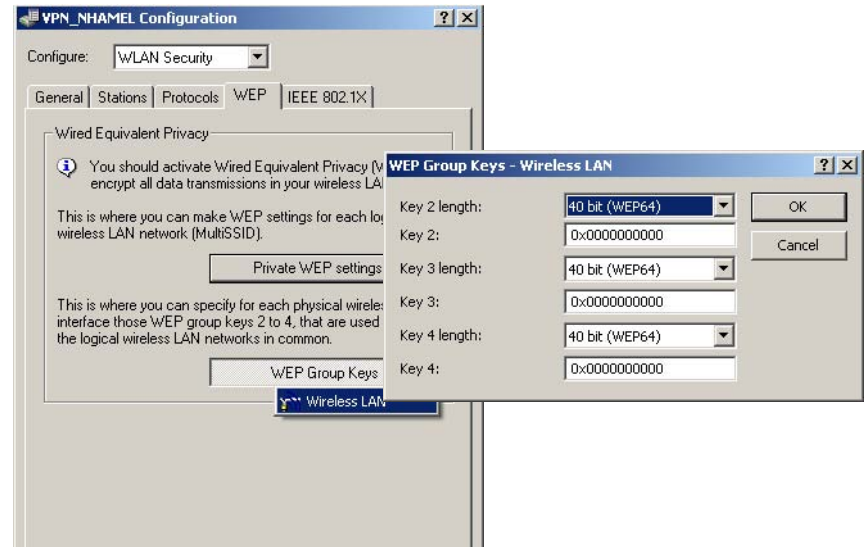 VPN_NHAMEL Configuration
Configure: WLAN Security
General Stations Protocols WEP IEEE 802.1X
Wired Equivalent Privacy
You should activate Wired Equivalent Privacy
encrypt all data transmissions in your wireless
This is where you can make WEP settings for each
wireless LAN network (MultiSSID).
Private WEP settings
This is where you can specify for each physical
interface those WEP group keys 2 to 4, that are used
the logical wireless LAN networks in common.
WEP Group Keys
Wireless LAN
WEP Group Keys - Wireless LAN
Key 2 length: 40 bit (WEP64) OK
Key 2: 0x0000000000 Cancel
Key 3 length: 40 bit (WEP64)
Key 3: 0x0000000000
Key 4 length: 40 bit (WEP64)
Key 4: 0x0000000000